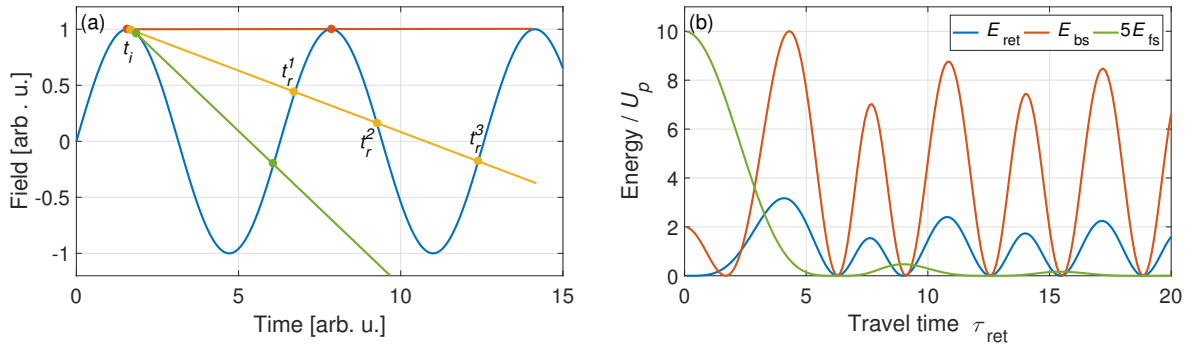 (a)
1
0.5
0
-0.5
-1
Field [arb. u.]
t_i
t_r^1
t_r^2
t_r^3
0
5
10
15
Time [arb. u.]
(b)
E_ret E_bs 5E_fs
10
8
6
4
2
0
Energy / U_p
0
5
10
15
20
Travel time τ_ret